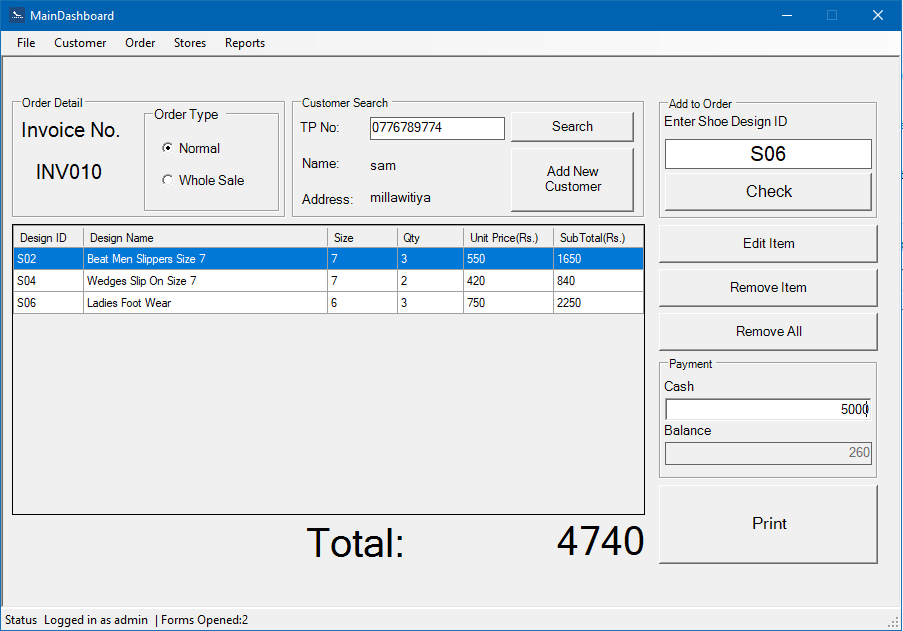 MainDashboard
File Customer Order Stores Reports
Order Detail
Invoice No.
INV010
Order Type
Normal
Whole Sale
Customer Search
TP No: 0776789774 Search
Name: sam
Address: millawitiya
Add New
Customer
Add to Order
Enter Shoe Design ID
S06
Check
Design ID Design Name Size Qty Unit Price(Rs.) SubTotal(Rs.)
S02 Beat Men Slippers Size 7 7 3 550 1650
S04 Wedges Slip On Size 7 7 2 420 840
S06 Ladies Foot Wear 6 3 750 2250
Edit Item
Remove Item
Remove All
Payment
Cash
5000
Balance
260
Total: 4740
Print
Status Logged in as admin | Forms Opened:2